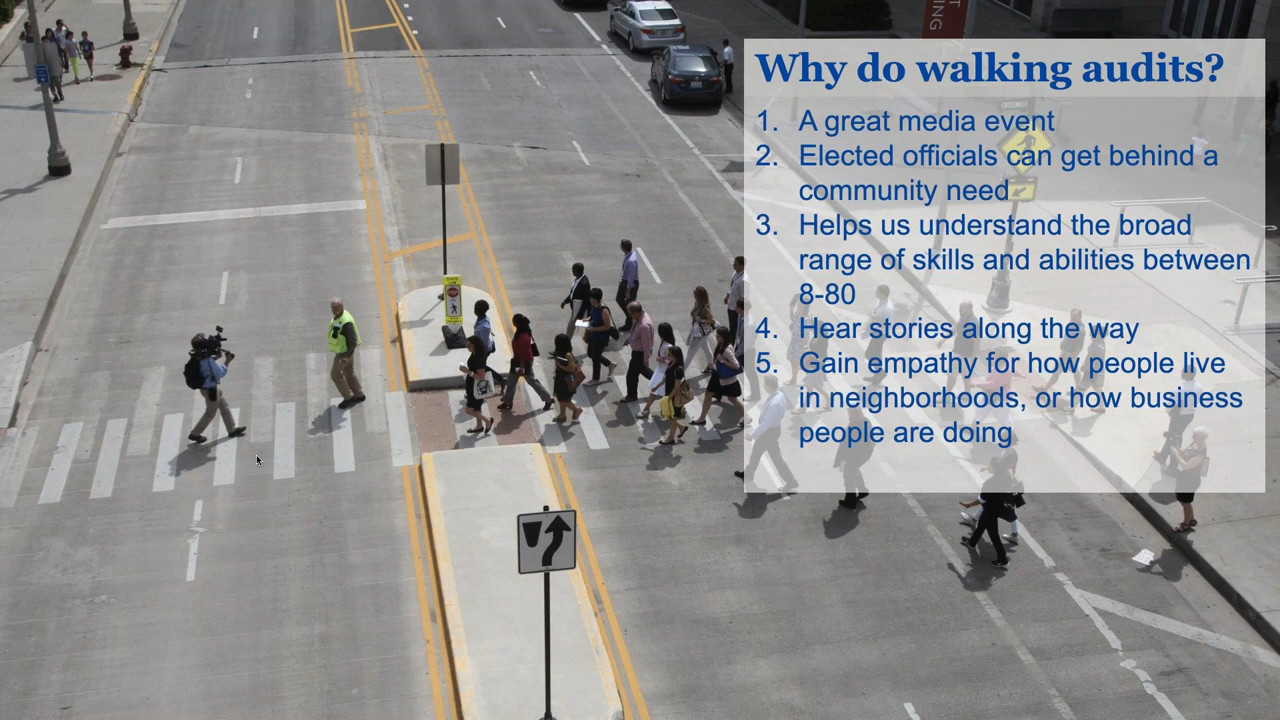 Why do walking audits?
1. A great media event
2. Elected officials can get behind a
community need
3. Helps us understand the broad
range of skills and abilities between
8-80
4. Hear stories along the way
5. Gain empathy for how people live
in neighborhoods, or how business
people are doing